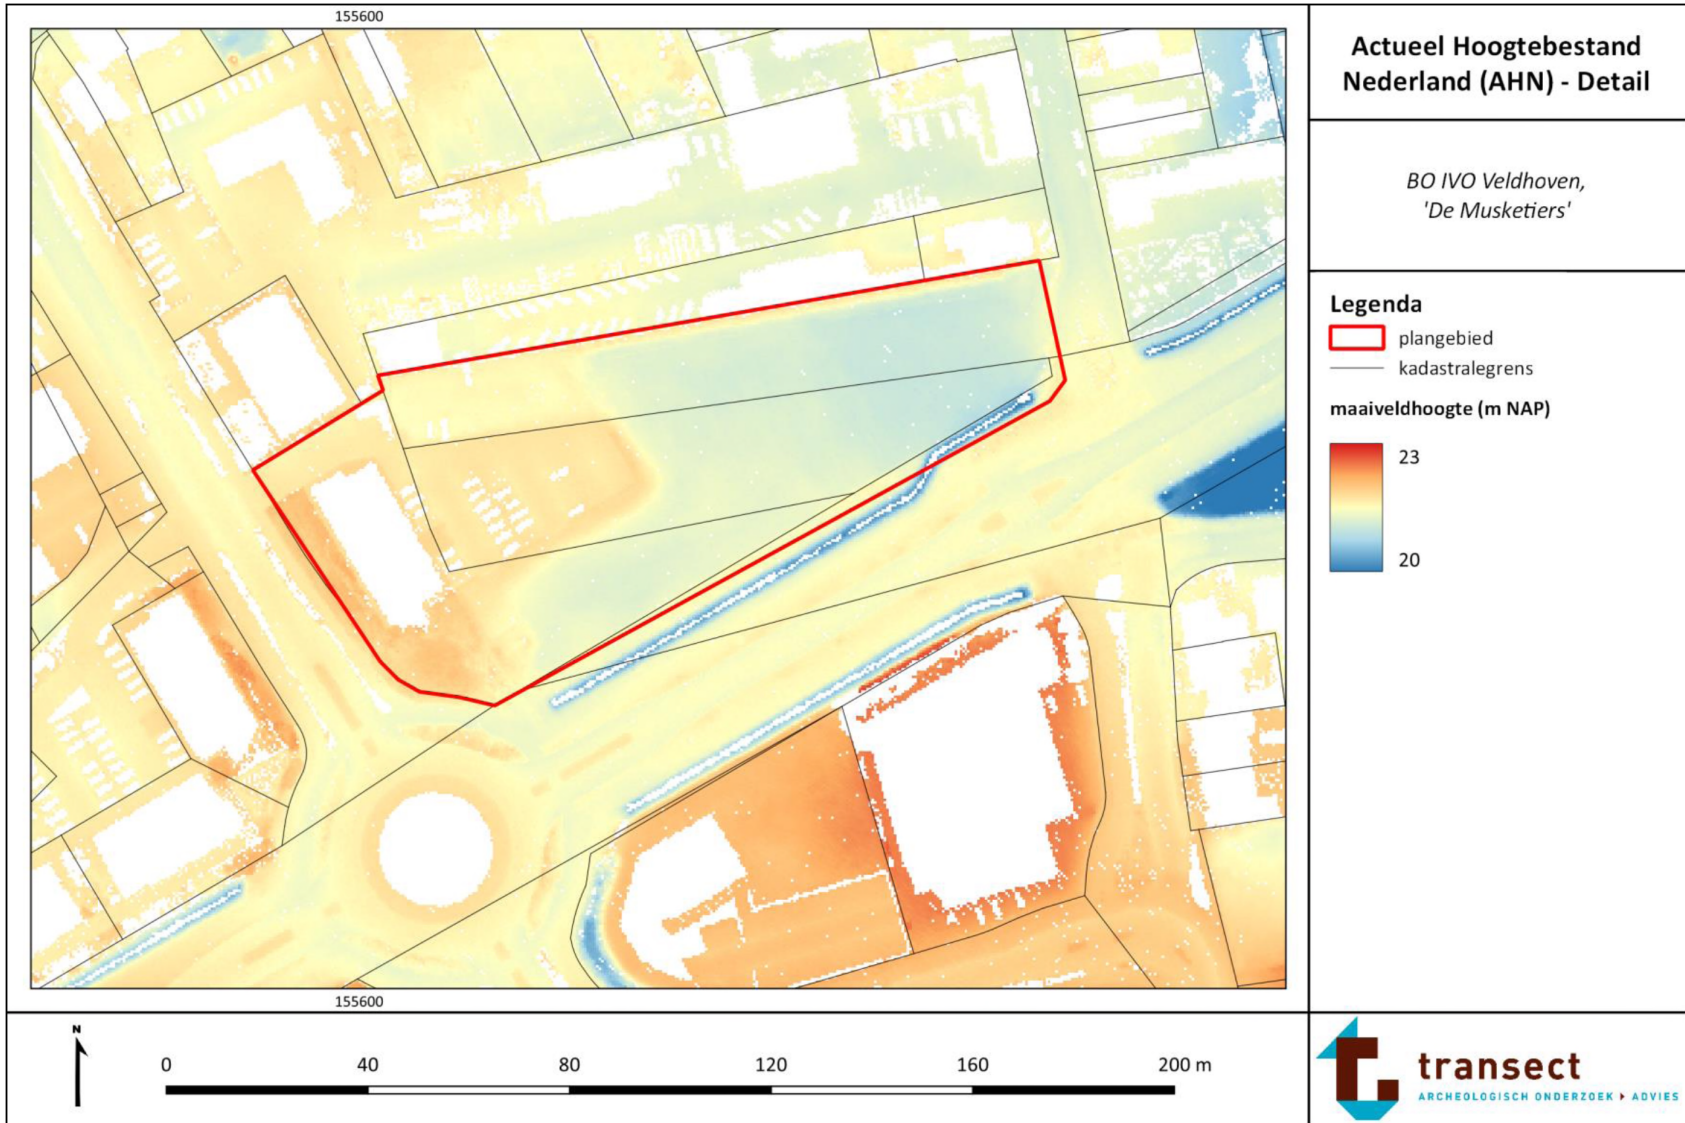 155600
Actueel Hoogtebestand
Nederland (AHN) - Detail
BO IVO Veldhoven,
'De Musketiers'
Legenda
plangebied
kadastralegrens
maaiveldhoogte (m NAP)
23
20
155600
N
0 40 80 120 160 200 m
transect
ARCHEOLOGISCH ONDERZOEK ▸ ADVIES